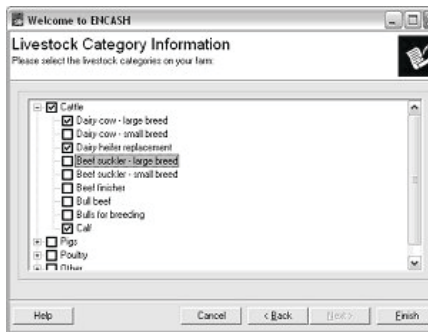 Welcome to ENCASH
Livestock Category Information
Please select the livestock categories on your farm:
Cattle
Dairy cow - large breed
Dairy cow - small breed
Dairy heifer replacement
Beef suckler - large breed
Beef suckler - small breed
Beef finisher
Bull beef
Bulls for breeding
Calf
Pigs
Poultry
Other
Help
Cancel
< Back
Next >
Finish